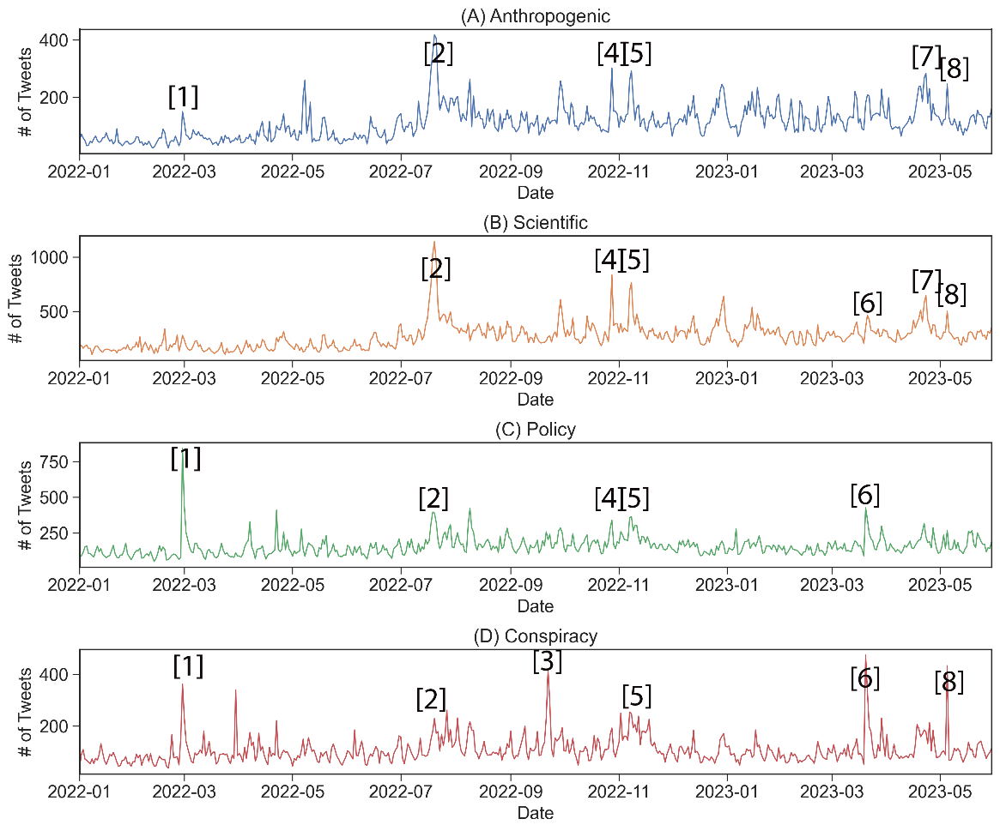 (A) Anthropogenic
# of Tweets
400
200
[1]
[2]
[4]
[5]
[7]
[8]
2022-01 2022-03 2022-05 2022-07 2022-09 2022-11 2023-01 2023-03 2023-05
Date
(B) Scientific
# of Tweets
1000
500
[2]
[4]
[5]
[6]
[7]
[8]
2022-01 2022-03 2022-05 2022-07 2022-09 2022-11 2023-01 2023-03 2023-05
Date
(C) Policy
# of Tweets
750
500
250
[1]
[2]
[4]
[5]
[6]
2022-01 2022-03 2022-05 2022-07 2022-09 2022-11 2023-01 2023-03 2023-05
Date
(D) Conspiracy
# of Tweets
400
200
[1]
[2]
[3]
[5]
[6]
[8]
2022-01 2022-03 2022-05 2022-07 2022-09 2022-11 2023-01 2023-03 2023-05
Date